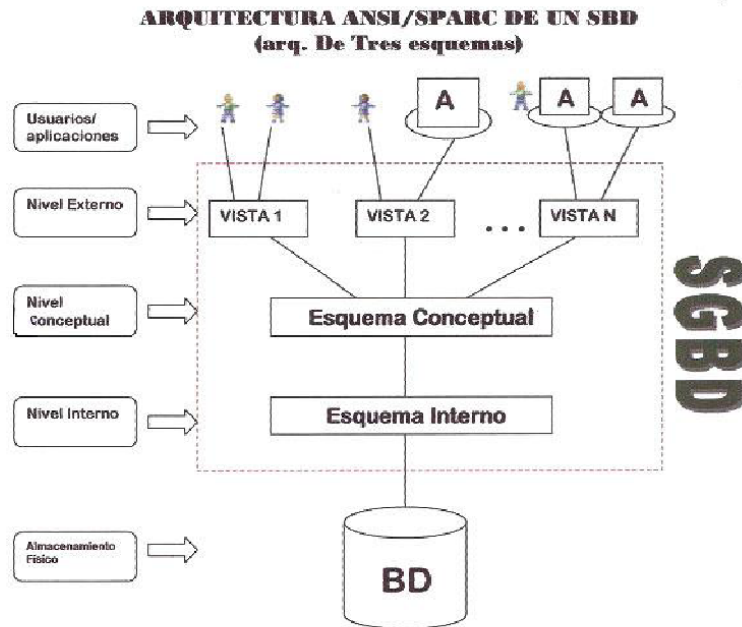 ARQUITECTURA ANSI/SPARC DE UN SBD
(arq. De Tres esquemas)
Usuarios/
aplicaciones
A
A
A
Nivel Externo
VISTA 1
VISTA 2
...
VISTA N
Nivel
Conceptual
Esquema Conceptual
SGBD
Nivel Interno
Esquema Interno
Almacenamiento
Físico
BD